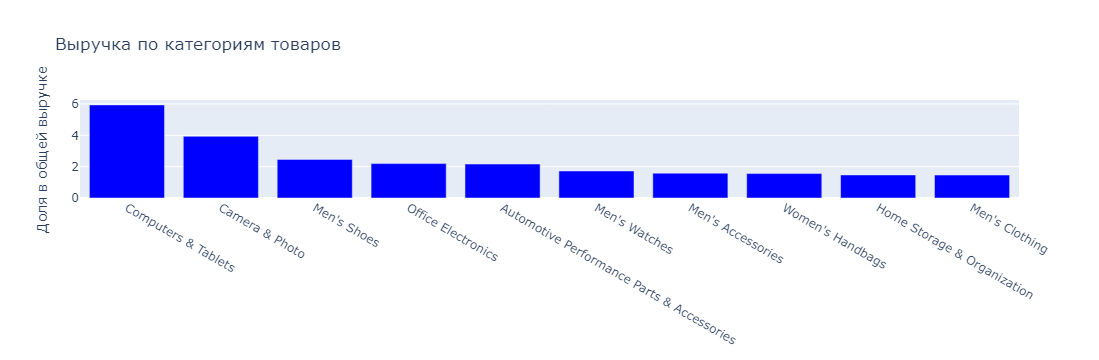 Выручка по категориям товаров
Доля в общей выручке
6
4
2
0
Computers & Tablets
Camera & Photo
Men's Shoes
Office Electronics
Automotive Performance Parts & Accessories
Men's Watches
Men's Accessories
Women's Handbags
Home Storage & Organization
Men's Clothing